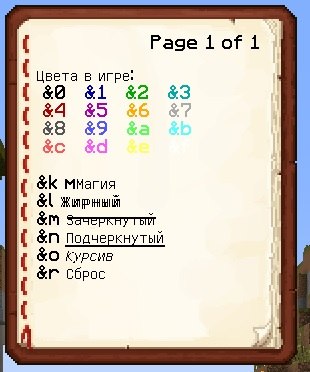 Page 1 of 1
Цвета в игре:
&0 &1 &2 &3
&4 &5 &6 &7
&8 &9 &a &b
&c &d &e
&k МMагия
&l Жирный
&m Зачеркнутый
&n Подчеркнутый
&o Курсив
&r Сброс